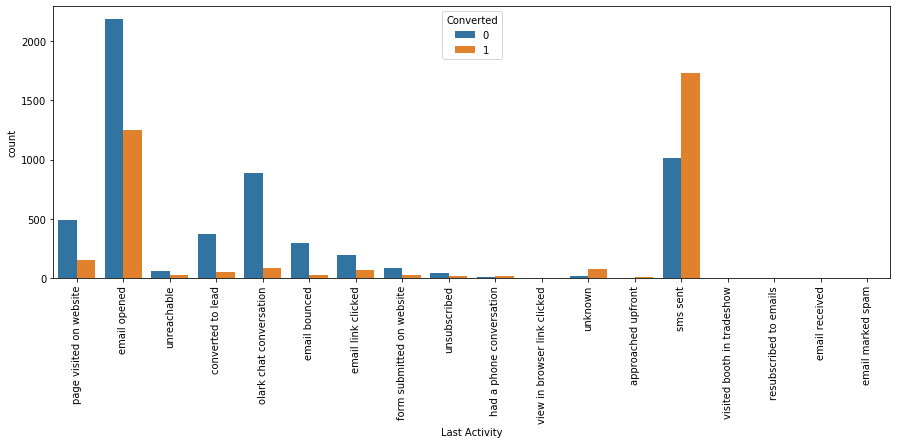 Converted
0
1
2000
1500
1000
500
0
count
page visited on website
email opened
unreachable
converted to lead
olark chat conversation
email bounced
email link clicked
form submitted on website
unsubscribed
had a phone conversation
view in browser link clicked
unknown
approached upfront
sms sent
visited booth in tradeshow
resubscribed to emails
email received
email marked spam
Last Activity